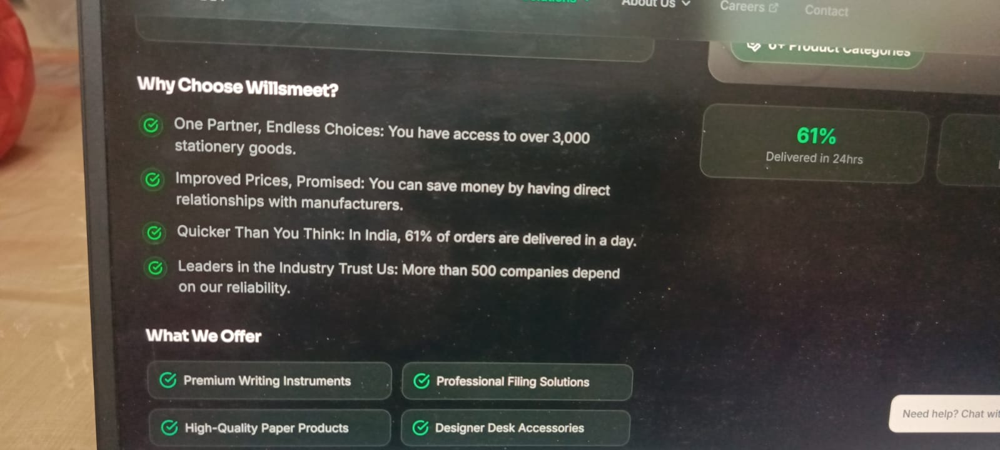 About Us
Careers
Contact
Product Categories
Why Choose Willsmeet?
One Partner, Endless Choices: You have access to over 3,000
stationery goods.
Improved Prices, Promised: You can save money by having direct
relationships with manufacturers.
Quicker Than You Think: In India, 61% of orders are delivered in a day.
Leaders in the Industry Trust Us: More than 500 companies depend
on our reliability.
61%
Delivered in 24hrs
What We Offer
Premium Writing Instruments
Professional Filing Solutions
High-Quality Paper Products
Designer Desk Accessories
Need help? Chat